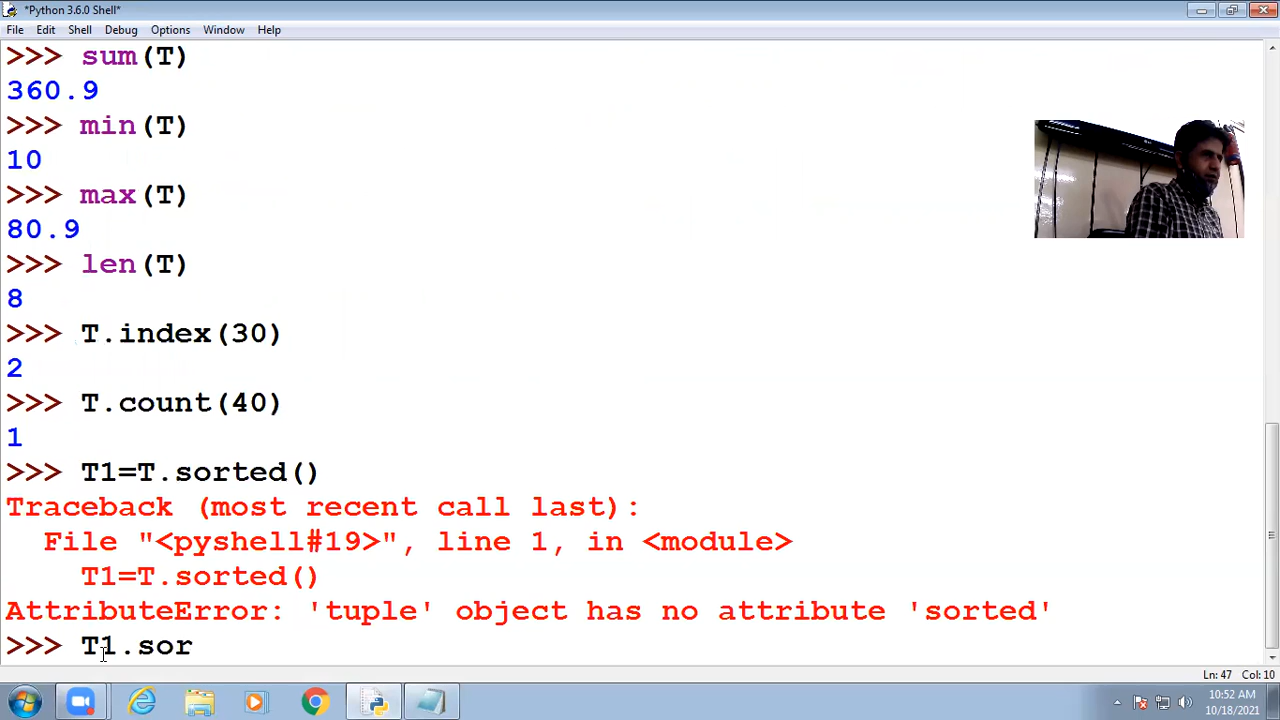 *Python 3.6.0 Shell*
File Edit Shell Debug Options Window Help
>>> sum(T)
360.9
>>> min(T)
10
>>> max(T)
80.9
>>> len(T)
8
>>> T.index(30)
2
>>> T.count(40)
1
>>> T1=T.sorted()
Traceback (most recent call last):
  File "<pyshell#19>", line 1, in <module>
    T1=T.sorted()
AttributeError: 'tuple' object has no attribute 'sorted'
>>> T1.sor
Ln: 47 Col: 10
10:52 AM
10/18/2021